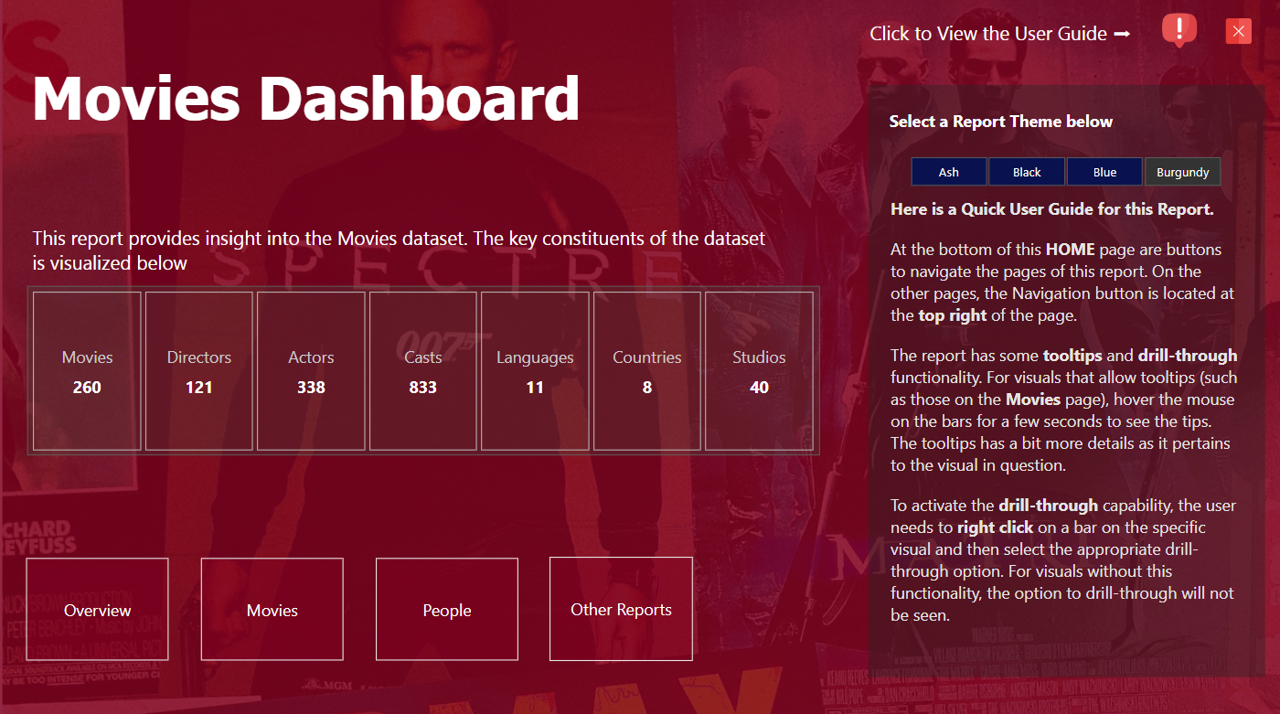 Click to View the User Guide ➞
Movies Dashboard
This report provides insight into the Movies dataset. The key constituents of the dataset
is visualized below
SPECTRE
007
Movies
260
Directors
121
Actors
338
Casts
833
Languages
11
Countries
8
Studios
40
Overview
Movies
People
Other Reports
Select a Report Theme below
Ash
Black
Blue
Burgundy
Here is a Quick User Guide for this Report.
At the bottom of this HOME page are buttons
to navigate the pages of this report. On the
other pages, the Navigation button is located at
the top right of the page.
The report has some tooltips and drill-through
functionality. For visuals that allow tooltips (such
as those on the Movies page), hover the mouse
on the bars for a few seconds to see the tips.
The tooltips has a bit more details as it pertains
to the visual in question.
To activate the drill-through capability, the user
needs to right click on a bar on the specific
visual and then select the appropriate drill-
through option. For visuals without this
functionality, the option to drill-through will not
be seen.
MGM